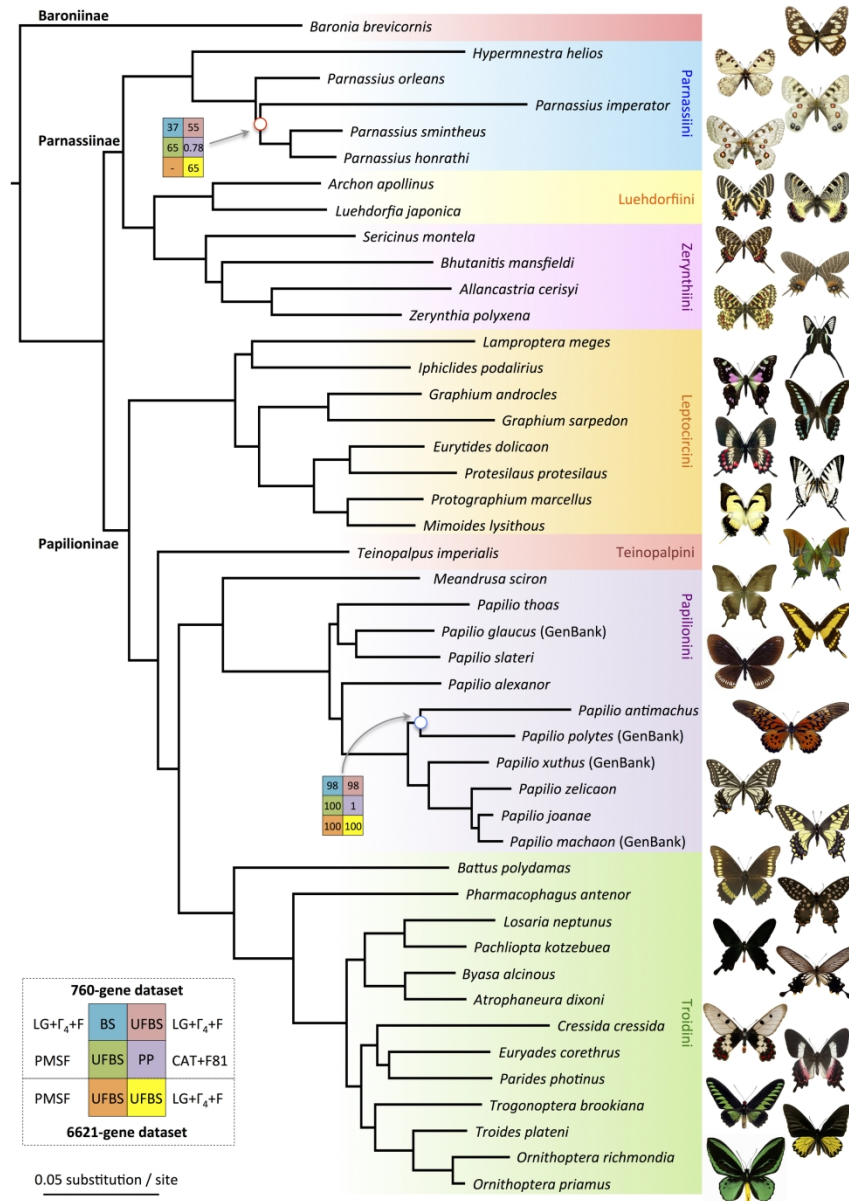 Baroniinae
Baronia brevicornis
Hypermnestra helios
Parnassius orleans
Parnassius imperator
37 55
65 0.78
- 65
Parnassiinae
Parnassius smintheus
Parnassius honrathi
Parnassiini
Archon apollinus
Luehdorfia japonica
Luehdorfiini
Sericinus montela
Bhutanitis mansfieldi
Allancastria cerisyi
Zerynthia polyxena
Zerynthiini
Lamproptera meges
Iphiclides podalirius
Graphium androcles
Graphium sarpedon
Eurytides dolicaon
Protesilaus protesilaus
Protographium marcellus
Mimoides lysithous
Leptocircini
Papilioninae
Teinopalpus imperialis
Teinopalpini
Meandrusa sciron
Papilio thoas
Papilio glaucus (GenBank)
Papilio slateri
Papilio alexanor
Papilio antimachus
Papilio polytes (GenBank)
Papilio xuthus (GenBank)
98 98
100 1
100 100
Papilio zelicaon
Papilio joanae
Papilio machaon (GenBank)
Papilionini
Battus polydamas
Pharmacophagus antenor
Losaria neptunus
Pachliopta kotzebuea
Byasa alcinous
Atrophaneura dixoni
Cressida cressida
Euryades corethrus
Parides photinus
Trogonoptera brookiana
Troides plateni
Ornithoptera richmondia
Ornithoptera priamus
Troidini
760-gene dataset
LG+Γ₄+F BS UFBS LG+Γ₄+F
PMSF UFBS PP CAT+F81
PMSF UFBS UFBS LG+Γ₄+F
6621-gene dataset
0.05 substitution / site